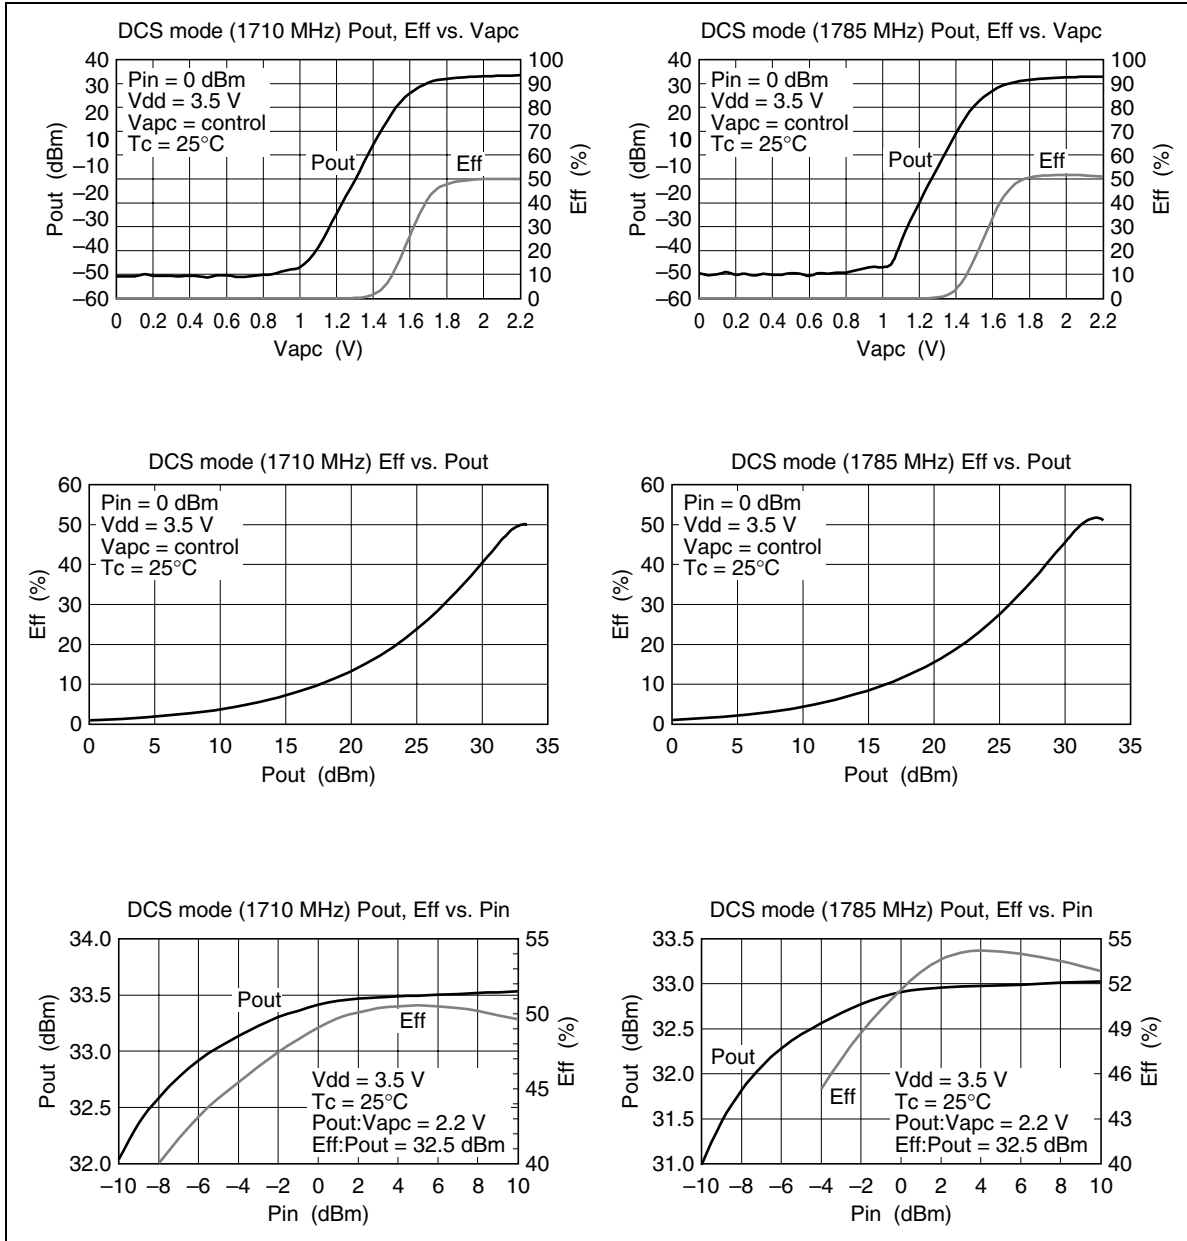 DCS mode (1710 MHz) Pout, Eff vs. Vapc
40
30
20
10
–10
–20
–30
–40
–50
–60
Pout (dBm)
Pin = 0 dBm
Vdd = 3.5 V
Vapc = control
Tc = 25°C
Pout
Eff
100
90
80
70
60
50
40
30
20
10
0
Eff (%)
0 0.2 0.4 0.6 0.8 1 1.2 1.4 1.6 1.8 2 2.2
Vapc (V)
DCS mode (1785 MHz) Pout, Eff vs. Vapc
40
30
20
10
–10
–20
–30
–40
–50
–60
Pout (dBm)
Pin = 0 dBm
Vdd = 3.5 V
Vapc = control
Tc = 25°C
Pout
Eff
100
90
80
70
60
50
40
30
20
10
0
Eff (%)
0 0.2 0.4 0.6 0.8 1 1.2 1.4 1.6 1.8 2 2.2
Vapc (V)
DCS mode (1710 MHz) Eff vs. Pout
60
50
40
30
20
10
0
Eff (%)
Pin = 0 dBm
Vdd = 3.5 V
Vapc = control
Tc = 25°C
0 5 10 15 20 25 30 35
Pout (dBm)
DCS mode (1785 MHz) Eff vs. Pout
60
50
40
30
20
10
0
Eff (%)
Pin = 0 dBm
Vdd = 3.5 V
Vapc = control
Tc = 25°C
0 5 10 15 20 25 30 35
Pout (dBm)
DCS mode (1710 MHz) Pout, Eff vs. Pin
34.0
33.5
33.0
32.5
32.0
Pout (dBm)
Pout
Eff
Vdd = 3.5 V
Tc = 25°C
Pout:Vapc = 2.2 V
Eff:Pout = 32.5 dBm
55
50
45
40
Eff (%)
–10 –8 –6 –4 –2 0 2 4 6 8 10
Pin (dBm)
DCS mode (1785 MHz) Pout, Eff vs. Pin
33.5
33.0
32.5
32.0
31.5
31.0
Pout (dBm)
Pout
Eff
Vdd = 3.5 V
Tc = 25°C
Pout:Vapc = 2.2 V
Eff:Pout = 32.5 dBm
55
52
49
46
43
40
Eff (%)
–10 –8 –6 –4 –2 0 2 4 6 8 10
Pin (dBm)